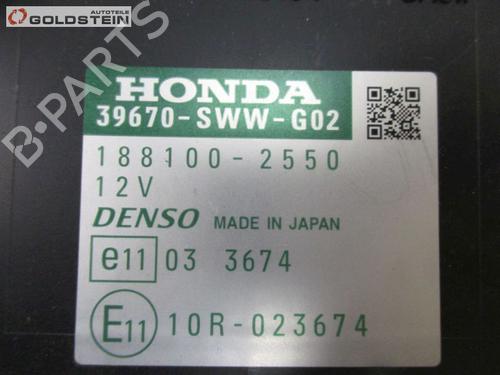 AUTOTEILE
GOLDSTEIN
B-PARTS
HONDA
39670-SWW-G02
188100-2550
12V
DENSO MADE IN JAPAN
e11 03 3674
E11 10R-023674